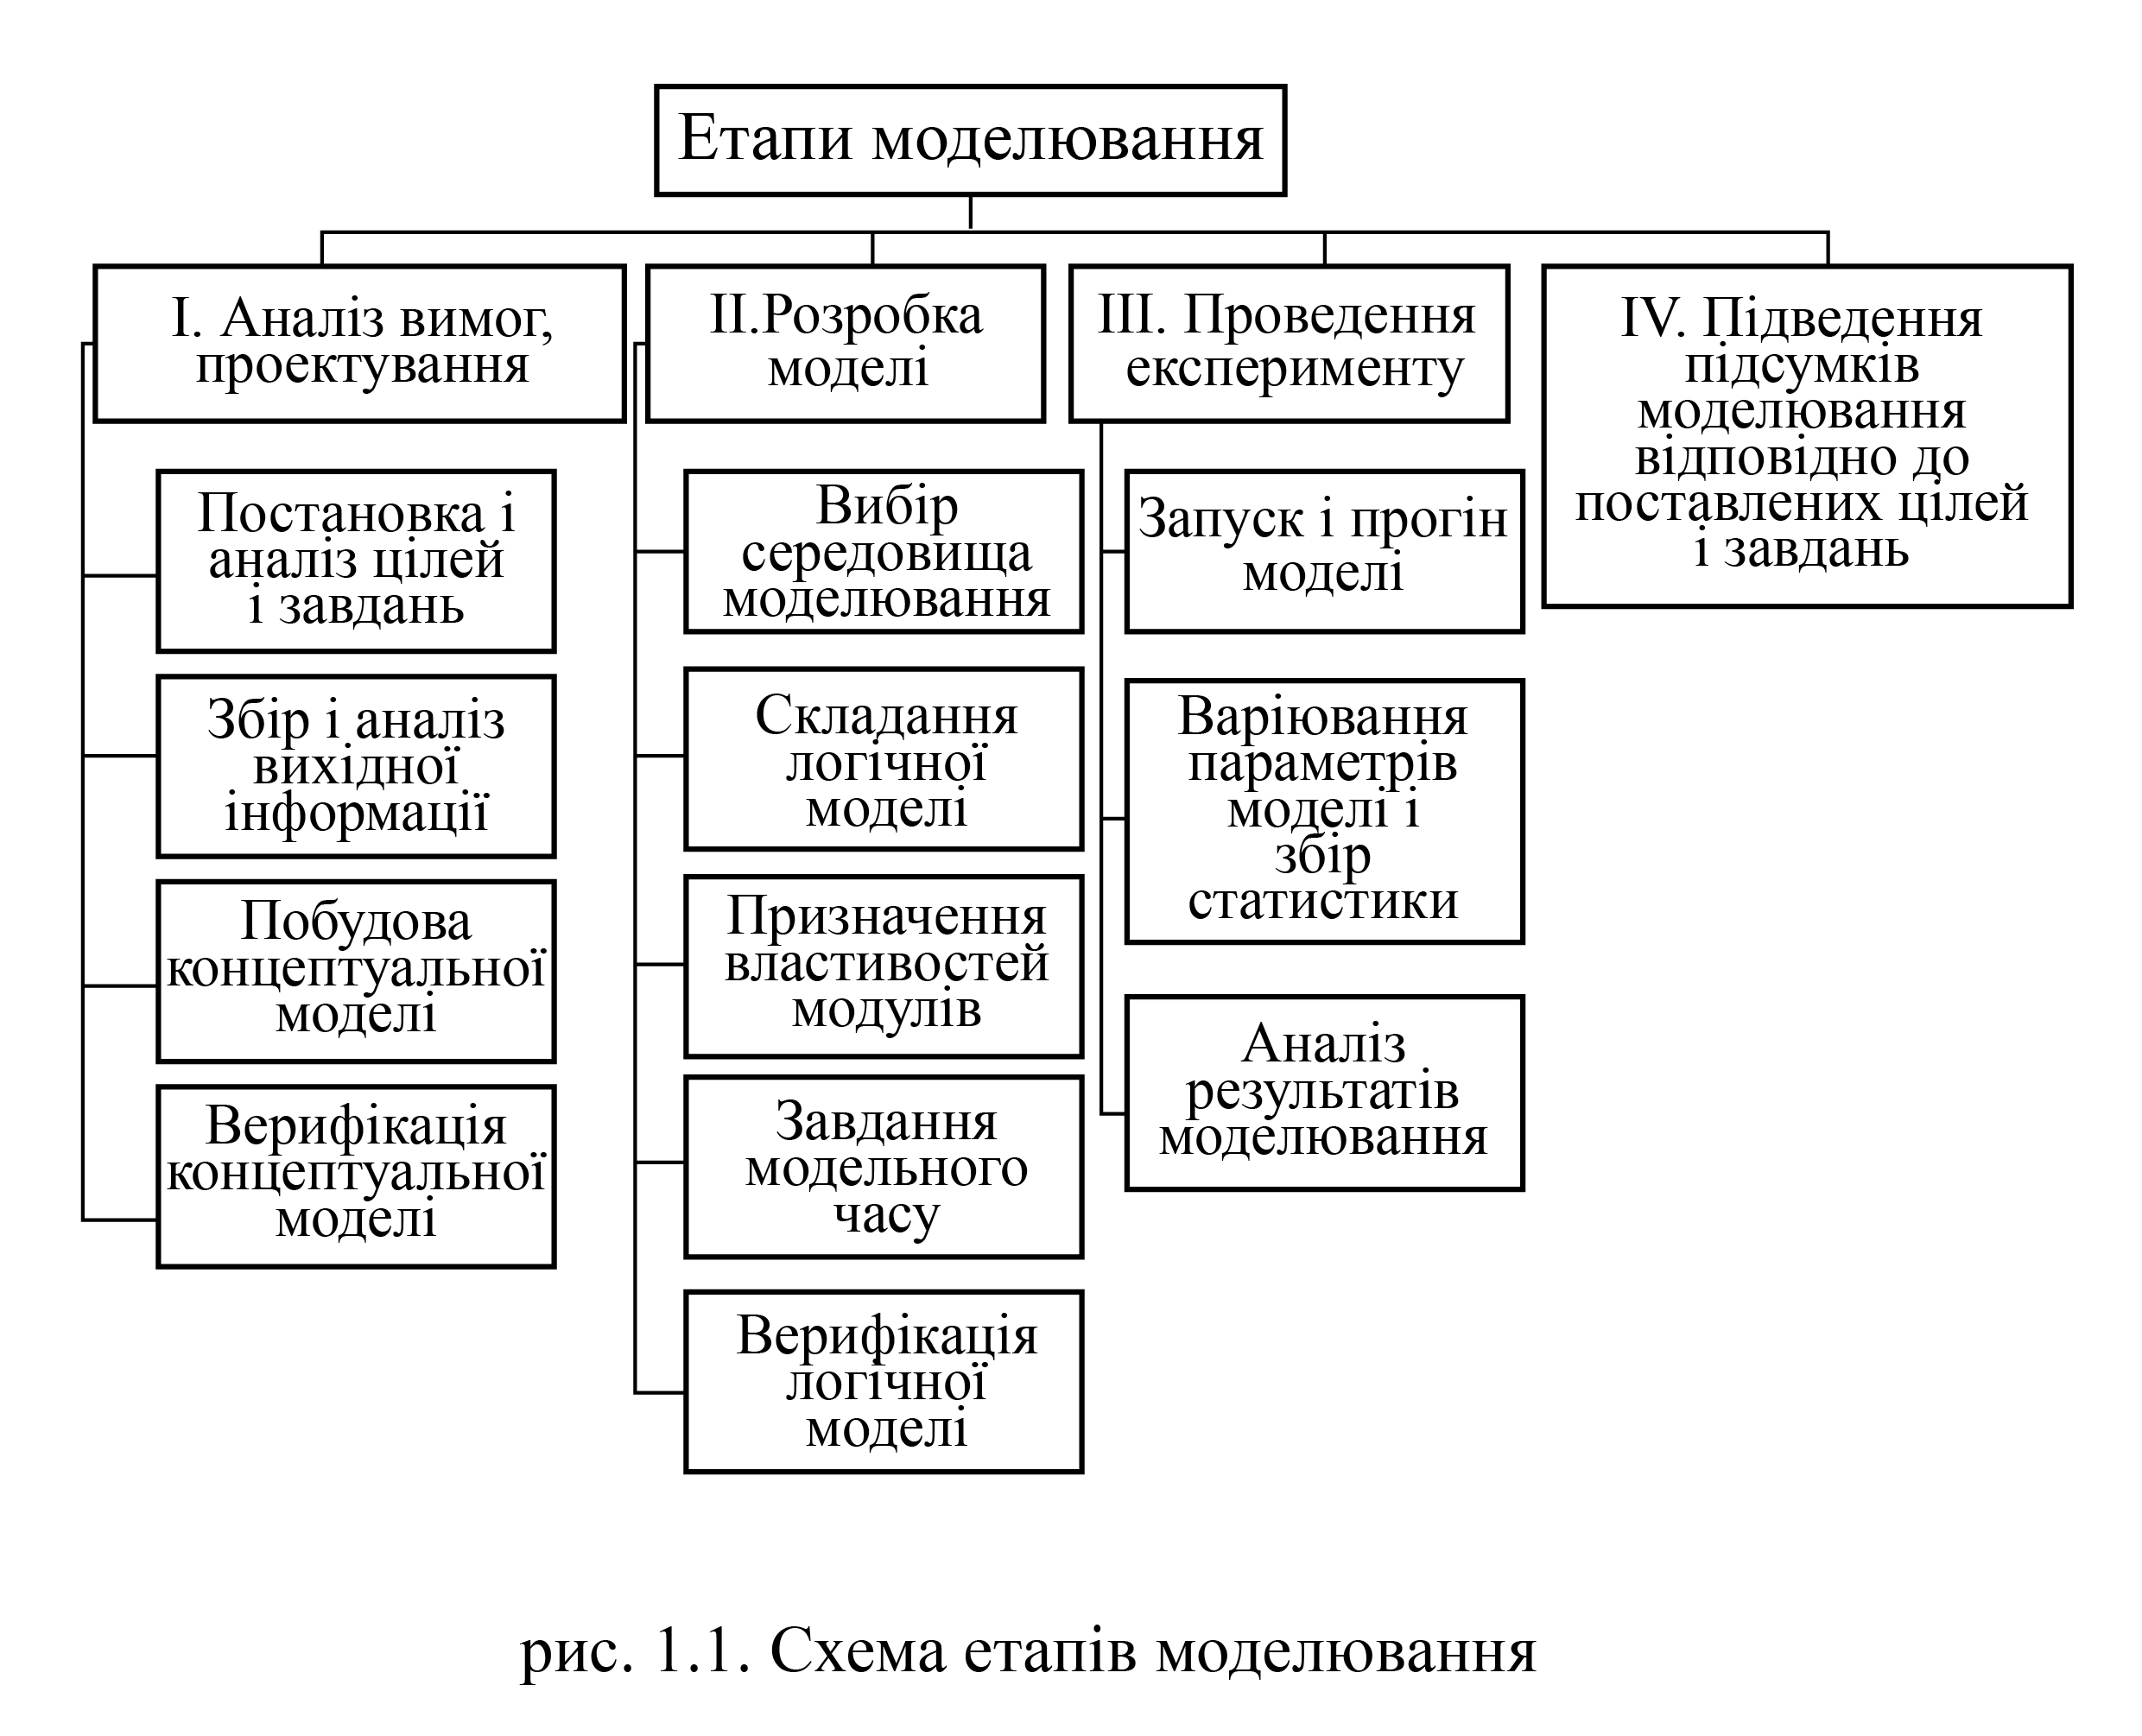 Етапи моделювання
I. Аналіз вимог,
проектування
Постановка і
аналіз цілей
і завдань
Збір і аналіз
вихідної
інформації
Побудова
концептуальної
моделі
Верифікація
концептуальної
моделі
II.Розробка
моделі
Вибір
середовища
моделювання
Складання
логічної
моделі
Призначення
властивостей
модулів
Завдання
модельного
часу
Верифікація
логічної
моделі
III. Проведення
експерименту
Запуск і прогін
моделі
Варіювання
параметрів
моделі і
збір
статистики
Аналіз
результатів
моделювання
IV. Підведення
підсумків
моделювання
відповідно до
поставлених цілей
і завдань
рис. 1.1. Схема етапів моделювання